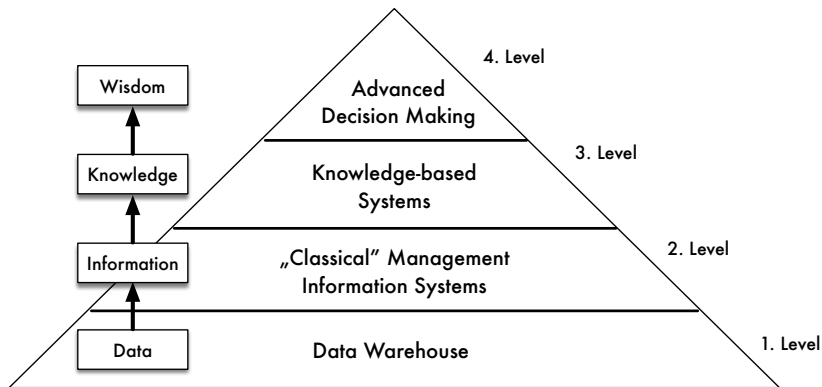 4. Level
Wisdom
Advanced
Decision Making
3. Level
Knowledge
Knowledge-based
Systems
2. Level
Information
„Classical” Management
Information Systems
1. Level
Data
Data Warehouse